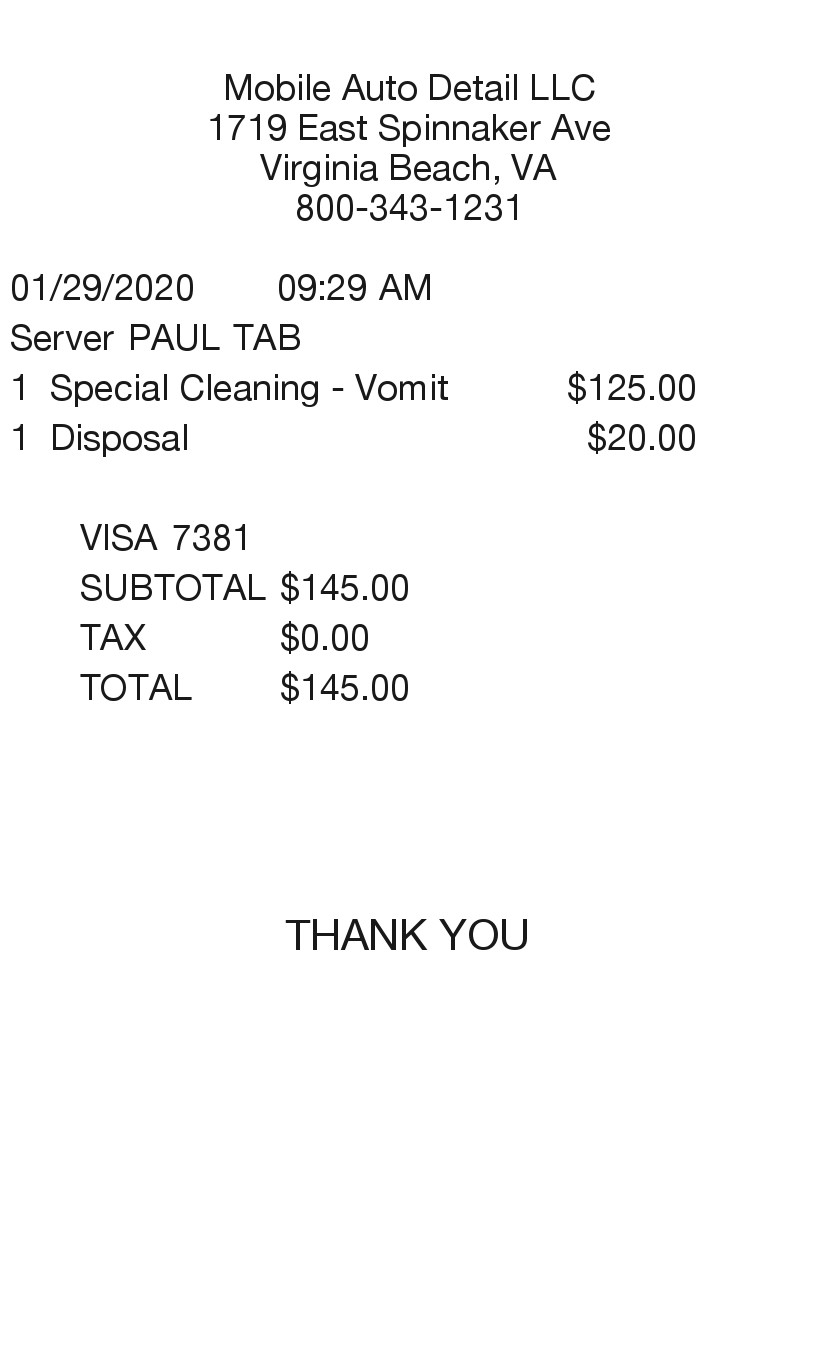 Mobile Auto Detail LLC
1719 East Spinnaker Ave
Virginia Beach, VA
800-343-1231
01/29/2020 09:29 AM
Server PAUL TAB
1 Special Cleaning - Vomit $125.00
1 Disposal $20.00
VISA 7381
SUBTOTAL $145.00
TAX $0.00
TOTAL $145.00
THANK YOU